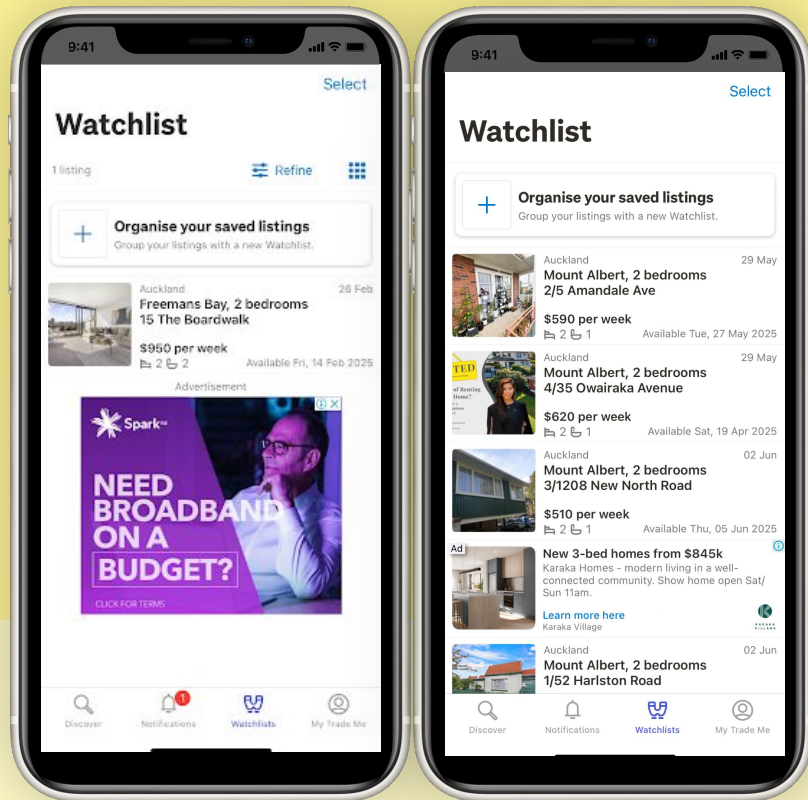 9:41
Select
Watchlist
1 listing
Refine
Organise your saved listings
Group your listings with a new Watchlist.
Auckland 26 Feb
Freemans Bay, 2 bedrooms
15 The Boardwalk
$950 per week
2 2 Available Fri, 14 Feb 2025
Advertisement
Spark nz
NEED
BROADBAND
ON A
BUDGET?
CLICK FOR TERMS
1
Discover Notifications Watchlists My Trade Me
9:41
Select
Watchlist
Organise your saved listings
Group your listings with a new Watchlist.
Auckland 29 May
Mount Albert, 2 bedrooms
2/5 Amandale Ave
$590 per week
2 1 Available Tue, 27 May 2025
TED
of Renting
Home?
Auckland 29 May
Mount Albert, 2 bedrooms
4/35 Owairaka Avenue
$620 per week
2 1 Available Sat, 19 Apr 2025
Auckland 02 Jun
Mount Albert, 2 bedrooms
3/1208 New North Road
$510 per week
2 1 Available Thu, 05 Jun 2025
Ad
New 3-bed homes from $845k
Karaka Homes - modern living in a well-
connected community. Show home open Sat/
Sun 11am.
Learn more here
Karaka Village
KARAKA
VILLAGE
Auckland 02 Jun
Mount Albert, 2 bedrooms
1/52 Harlston Road
Discover Notifications Watchlists My Trade Me